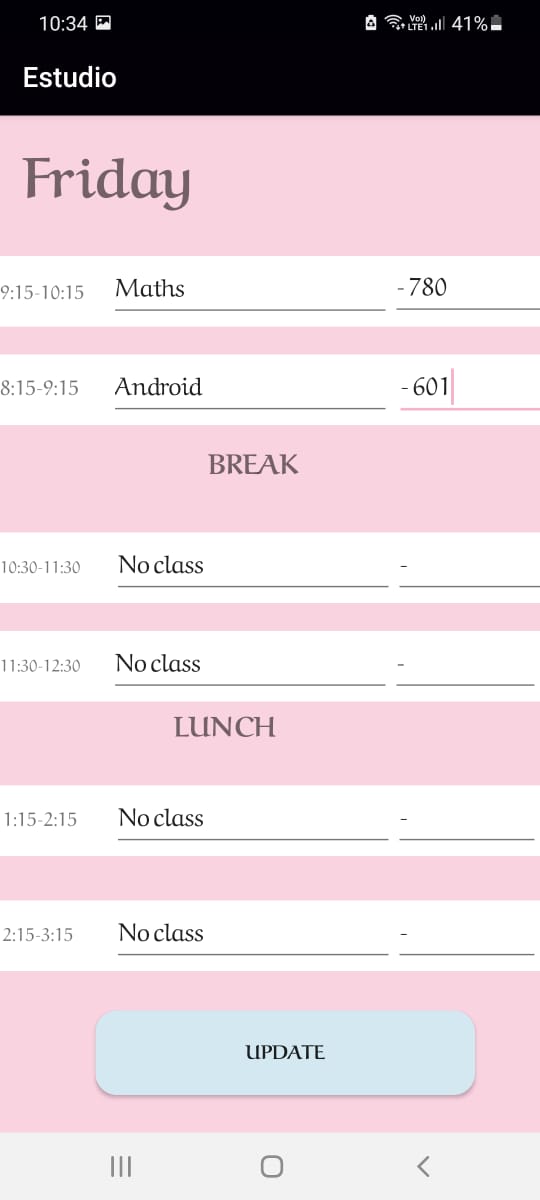 10:34 Vo)) LTE1 41%
Estudio
Friday
9:15-10:15 Maths -780
8:15-9:15 Android -601
BREAK
10:30-11:30 No class -
11:30-12:30 No class -
LUNCH
1:15-2:15 No class -
2:15-3:15 No class -
UPDATE